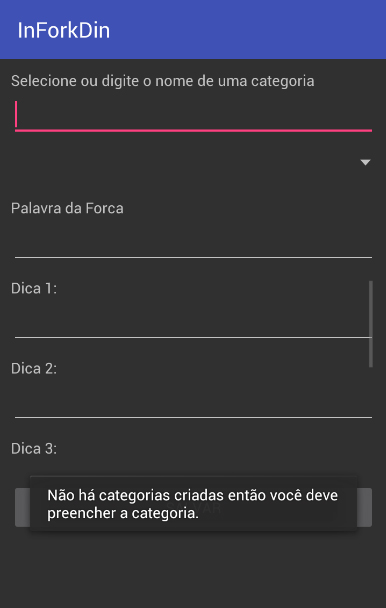 InForkDin
Selecione ou digite o nome de uma categoria
Palavra da Forca
Dica 1:
Dica 2:
Dica 3:
Não há categorias criadas então você deve
preencher a categoria.